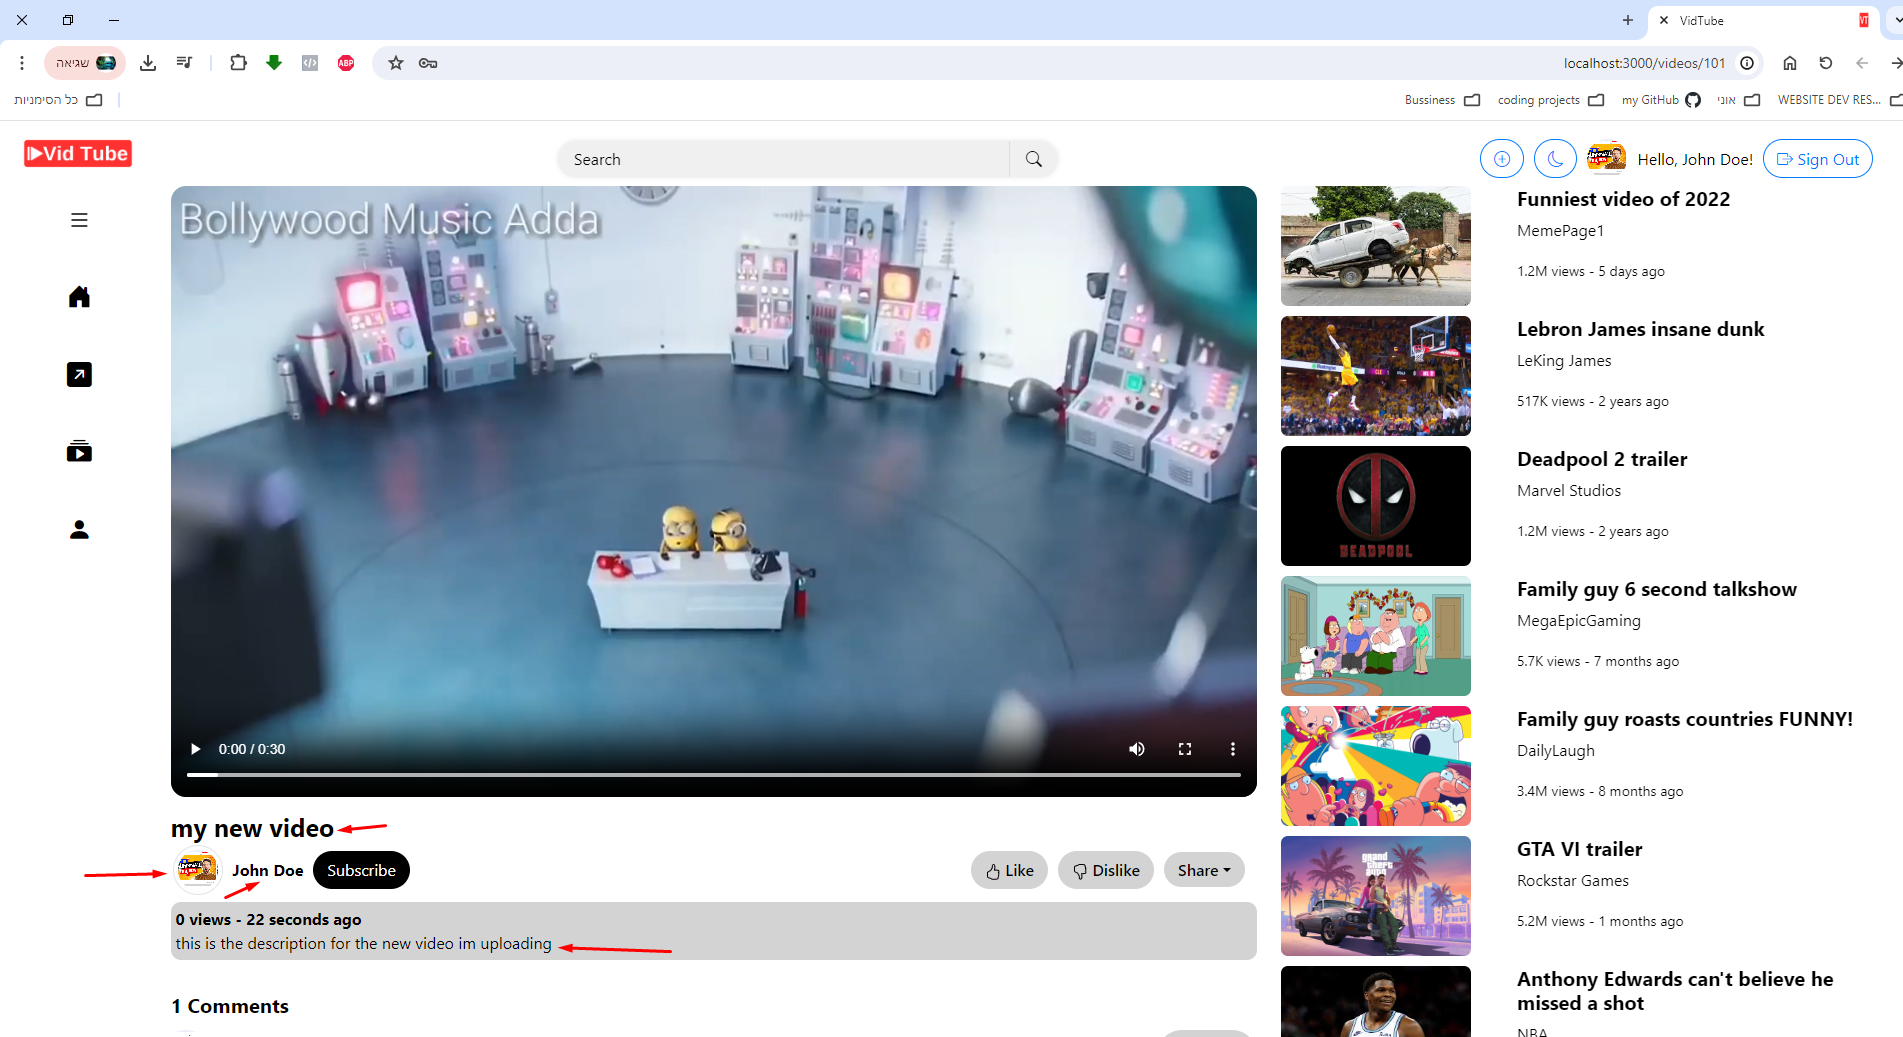 VidTube
VT
שגיאה
ABP
localhost:3000/videos/101
כל הסימניות
Bussiness
coding projects
my GitHub
אוני
WEBSITE DEV RES...
Vid Tube
Search
Hello, John Doe!
Sign Out
Bollywood Music Adda
0:00 / 0:30
my new video
John Doe
Subscribe
Like
Dislike
Share
0 views - 22 seconds ago
this is the description for the new video im uploading
1 Comments
Funniest video of 2022
MemePage1
1.2M views - 5 days ago
Lebron James insane dunk
LeKing James
517K views - 2 years ago
DEADPOOL
Deadpool 2 trailer
Marvel Studios
1.2M views - 2 years ago
Family guy 6 second talkshow
MegaEpicGaming
5.7K views - 7 months ago
Family guy roasts countries FUNNY!
DailyLaugh
3.4M views - 8 months ago
grand
theft
auto
GTA VI trailer
Rockstar Games
5.2M views - 1 months ago
Anthony Edwards can't believe he
missed a shot
NBA